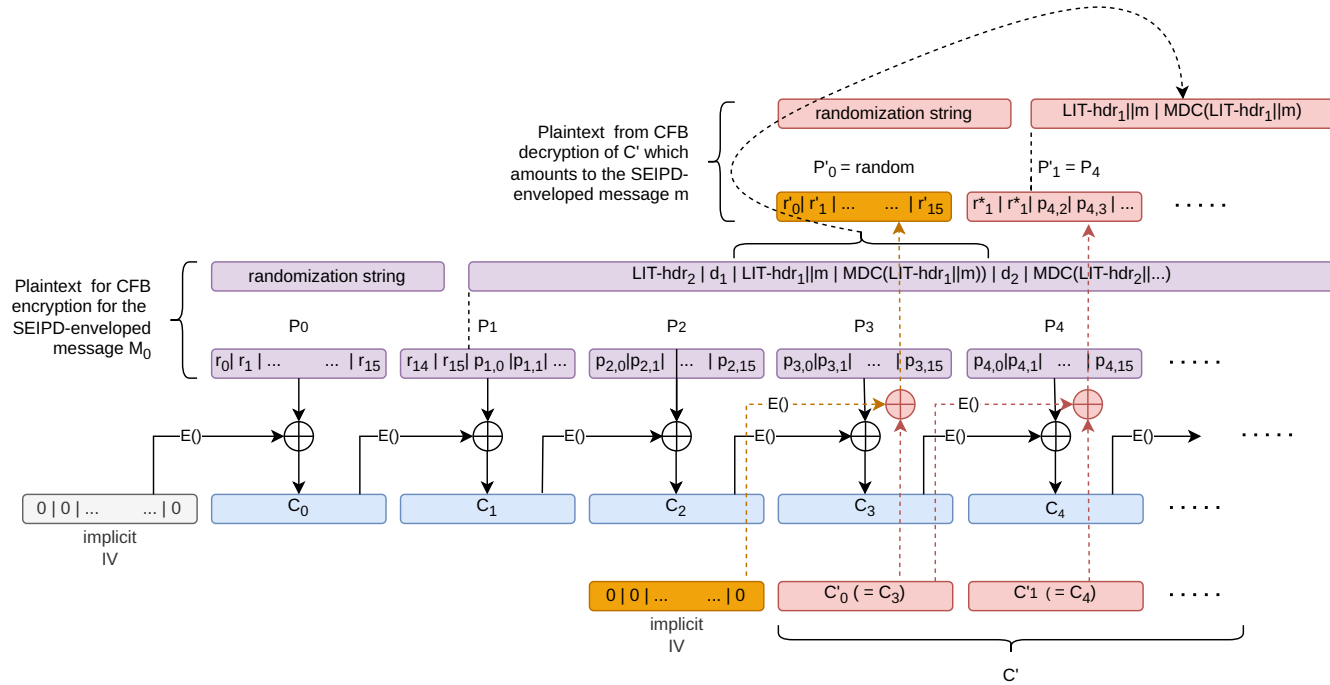 randomization string
LIT-hdr1||m | MDC(LIT-hdr1||m)
Plaintext from CFB
decryption of C' which
amounts to the SEIPD-
enveloped message m
P'0 = random
P'1 = P4
r'0| r'1 | ... ... | r'15
r*1 | r*1| p4,2| p4,3 | ...
. . . . .
Plaintext for CFB
encryption for the
SEIPD-enveloped
message M0
randomization string
LIT-hdr2 | d1 | LIT-hdr1||m | MDC(LIT-hdr1||m)) | d2 | MDC(LIT-hdr2||...)
P0
P1
P2
P3
P4
r0| r1 | ... ... | r15
r14 | r15| p1,0 |p1,1| ...
p2,0|p2,1| ... | p2,15
p3,0|p3,1| ... | p3,15
p4,0|p4,1| ... | p4,15
. . . . .
E()
E()
E()
E()
E()
E()
E()
E()
. . . . .
0 | 0 | ... ... | 0
C0
C1
C2
C3
C4
. . . . .
implicit
IV
0 | 0 | ... ... | 0
C'0 ( = C3)
C'1 ( = C4)
. . . . .
implicit
IV
C'